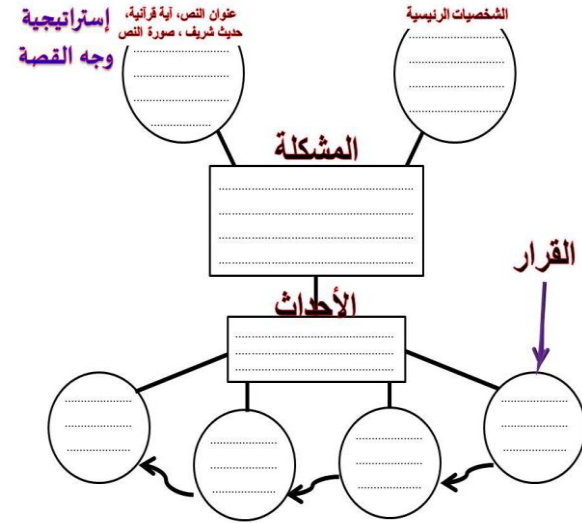 إستراتيجية
وجه القصة
عنوان النص، آية قرآنية،
حديث شريف ، صورة النص
الشخصيات الرئيسية
المشكلة
القرار
الأحداث